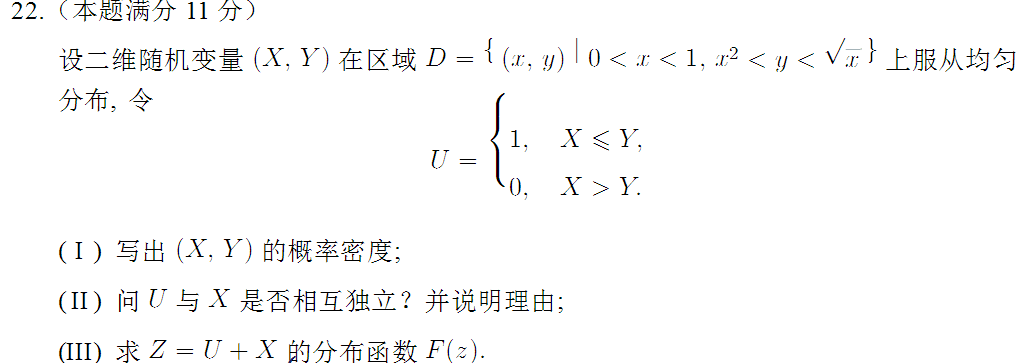 22.（本题满分 11 分）
设二维随机变量 (X, Y) 在区域 D = { (x, y) | 0 < x < 1, x² < y < √x } 上服从均匀
分布, 令
U = { 1, X ⩽ Y,
0, X > Y.
( I ) 写出 (X, Y) 的概率密度;
(II) 问 U 与 X 是否相互独立？并说明理由;
(III) 求 Z = U + X 的分布函数 F(z).